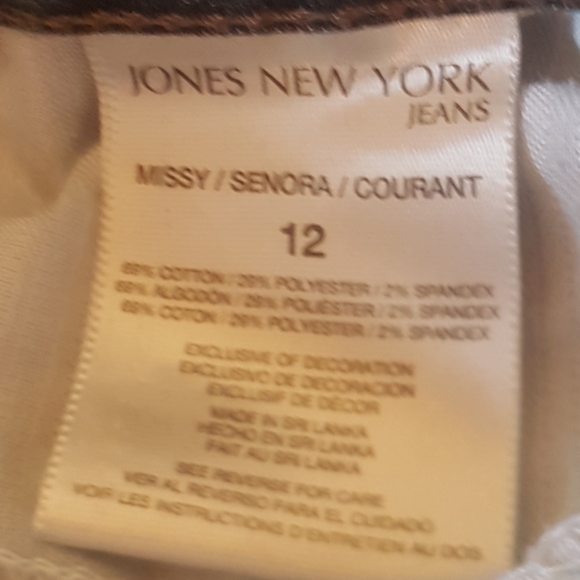 JONES NEW YORK
JEANS
MISSY / SENORA / COURANT
12
69% COTTON / 29% POLYESTER / 2% SPANDEX
69% ALGODÓN / 29% POLIÉSTER / 2% SPANDEX
69% COTON / 29% POLYESTER / 2% SPANDEX
EXCLUSIVE OF DECORATION
EXCLUSIVO DE DECORACION
EXCLUSIF DE DÉCOR
MADE IN SRI LANKA
HECHO EN SRI LANKA
FAIT AU SRI LANKA
SEE REVERSE FOR CARE
VER AL REVERSO PARA EL CUIDADO
VOIR LES INSTRUCTIONS D'ENTRETIEN AU DOS